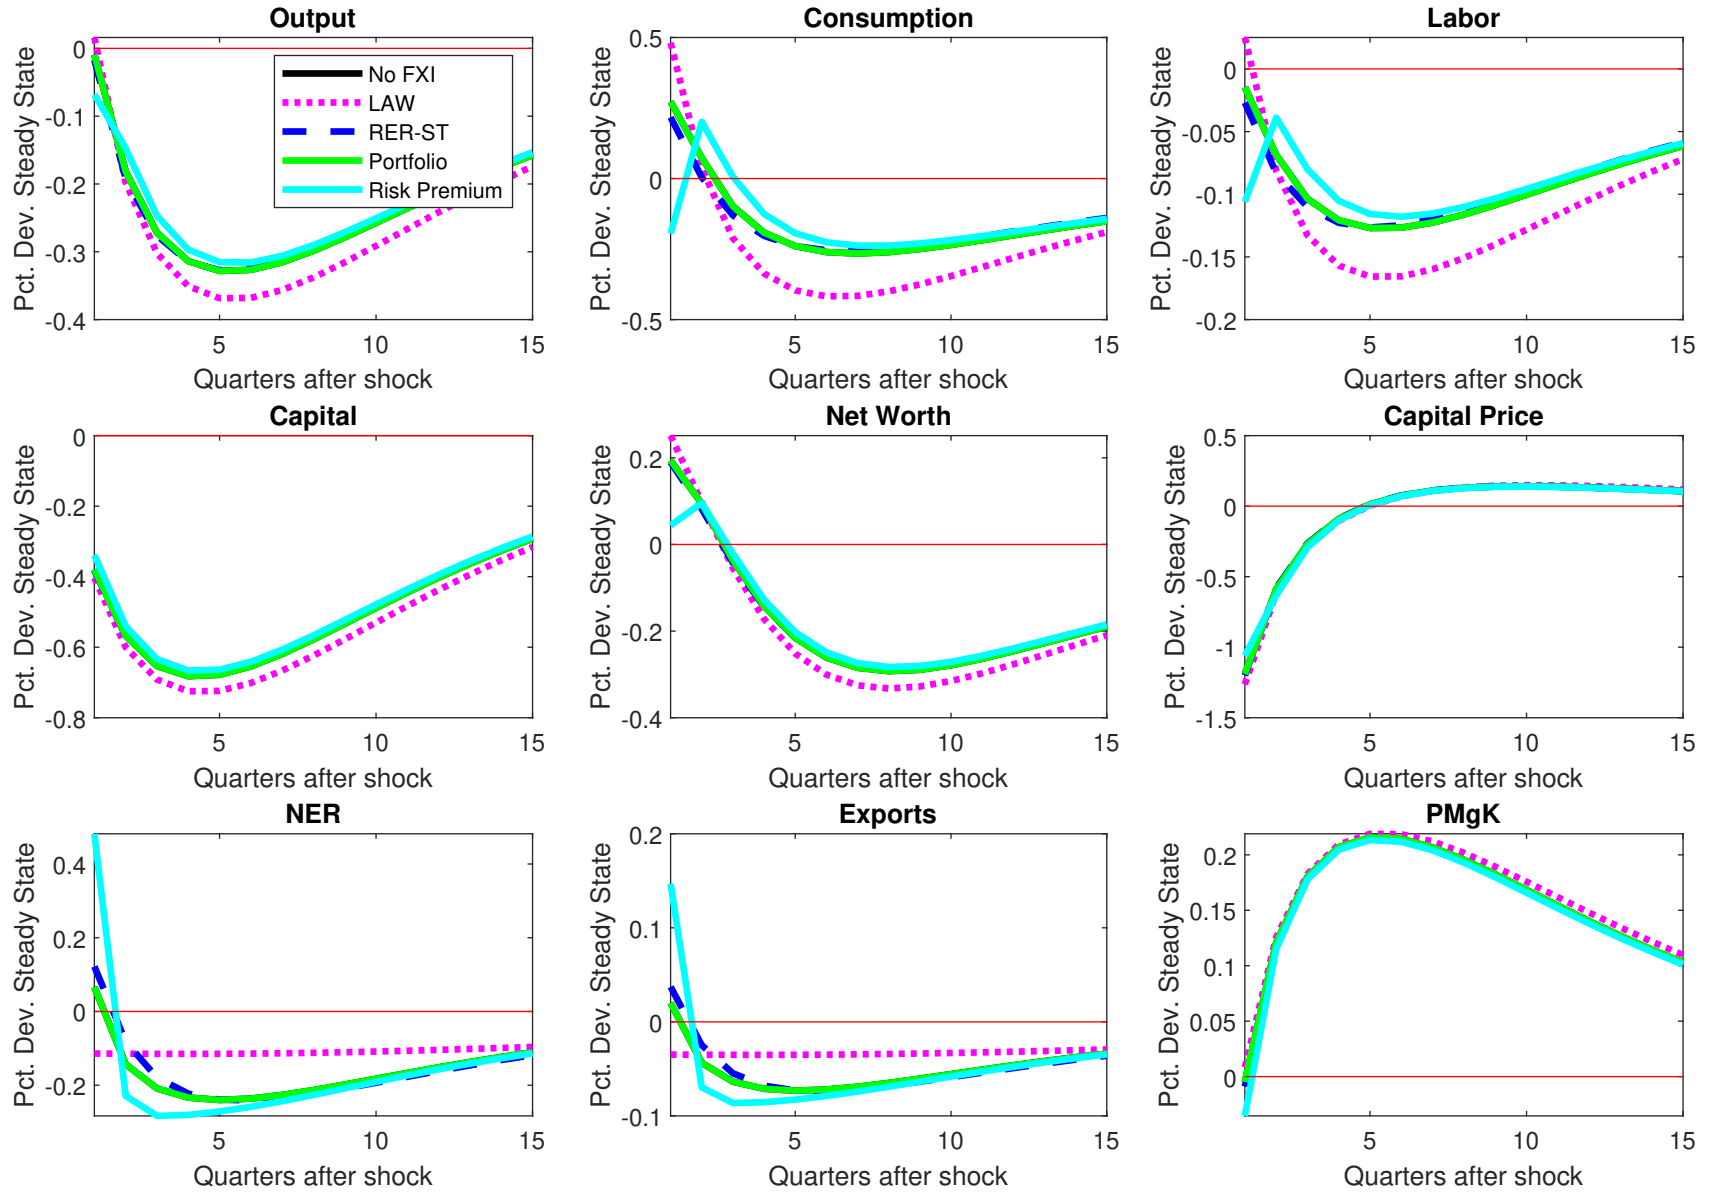 Output
Pct. Dev. Steady State
0
-0.1
-0.2
-0.3
-0.4
No FXI
LAW
RER-ST
Portfolio
Risk Premium
5
10
15
Quarters after shock
Consumption
Pct. Dev. Steady State
0.5
0
-0.5
5
10
15
Quarters after shock
Labor
Pct. Dev. Steady State
0
-0.05
-0.1
-0.15
-0.2
5
10
15
Quarters after shock
Capital
Pct. Dev. Steady State
0
-0.2
-0.4
-0.6
-0.8
5
10
15
Quarters after shock
Net Worth
Pct. Dev. Steady State
0.2
0
-0.2
-0.4
5
10
15
Quarters after shock
Capital Price
Pct. Dev. Steady State
0.5
0
-0.5
-1
-1.5
5
10
15
Quarters after shock
NER
Pct. Dev. Steady State
0.4
0.2
0
-0.2
5
10
15
Quarters after shock
Exports
Pct. Dev. Steady State
0.2
0.1
0
-0.1
5
10
15
Quarters after shock
PMgK
Pct. Dev. Steady State
0.2
0.15
0.1
0.05
0
5
10
15
Quarters after shock